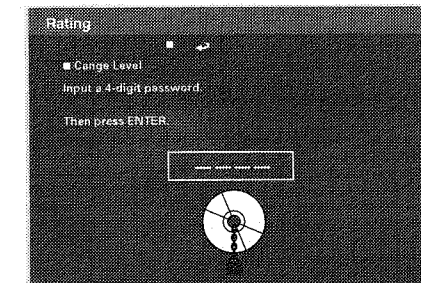 Rating
Cange Level
Input a 4-digit password.
Then press ENTER.